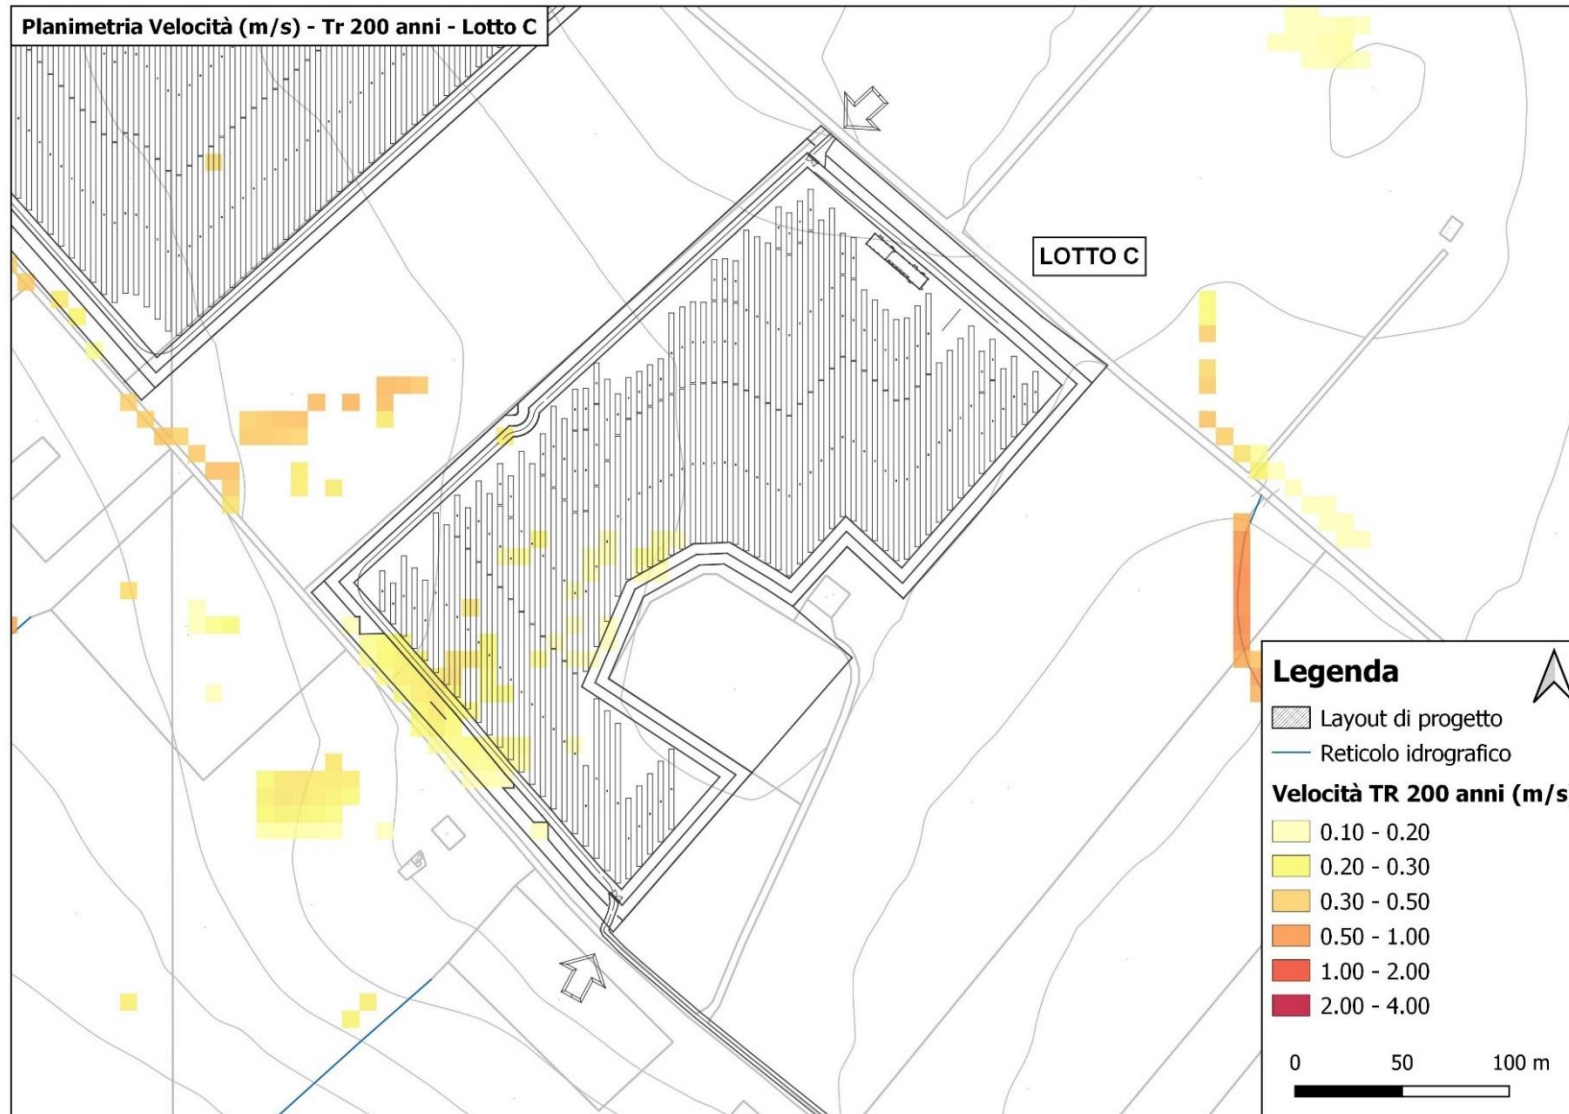 Planimetria Velocità (m/s) - Tr 200 anni - Lotto C
LOTTO C
Legenda
Layout di progetto
Reticolo idrografico
Velocità TR 200 anni (m/s
0.10 - 0.20
0.20 - 0.30
0.30 - 0.50
0.50 - 1.00
1.00 - 2.00
2.00 - 4.00
0 50 100 m